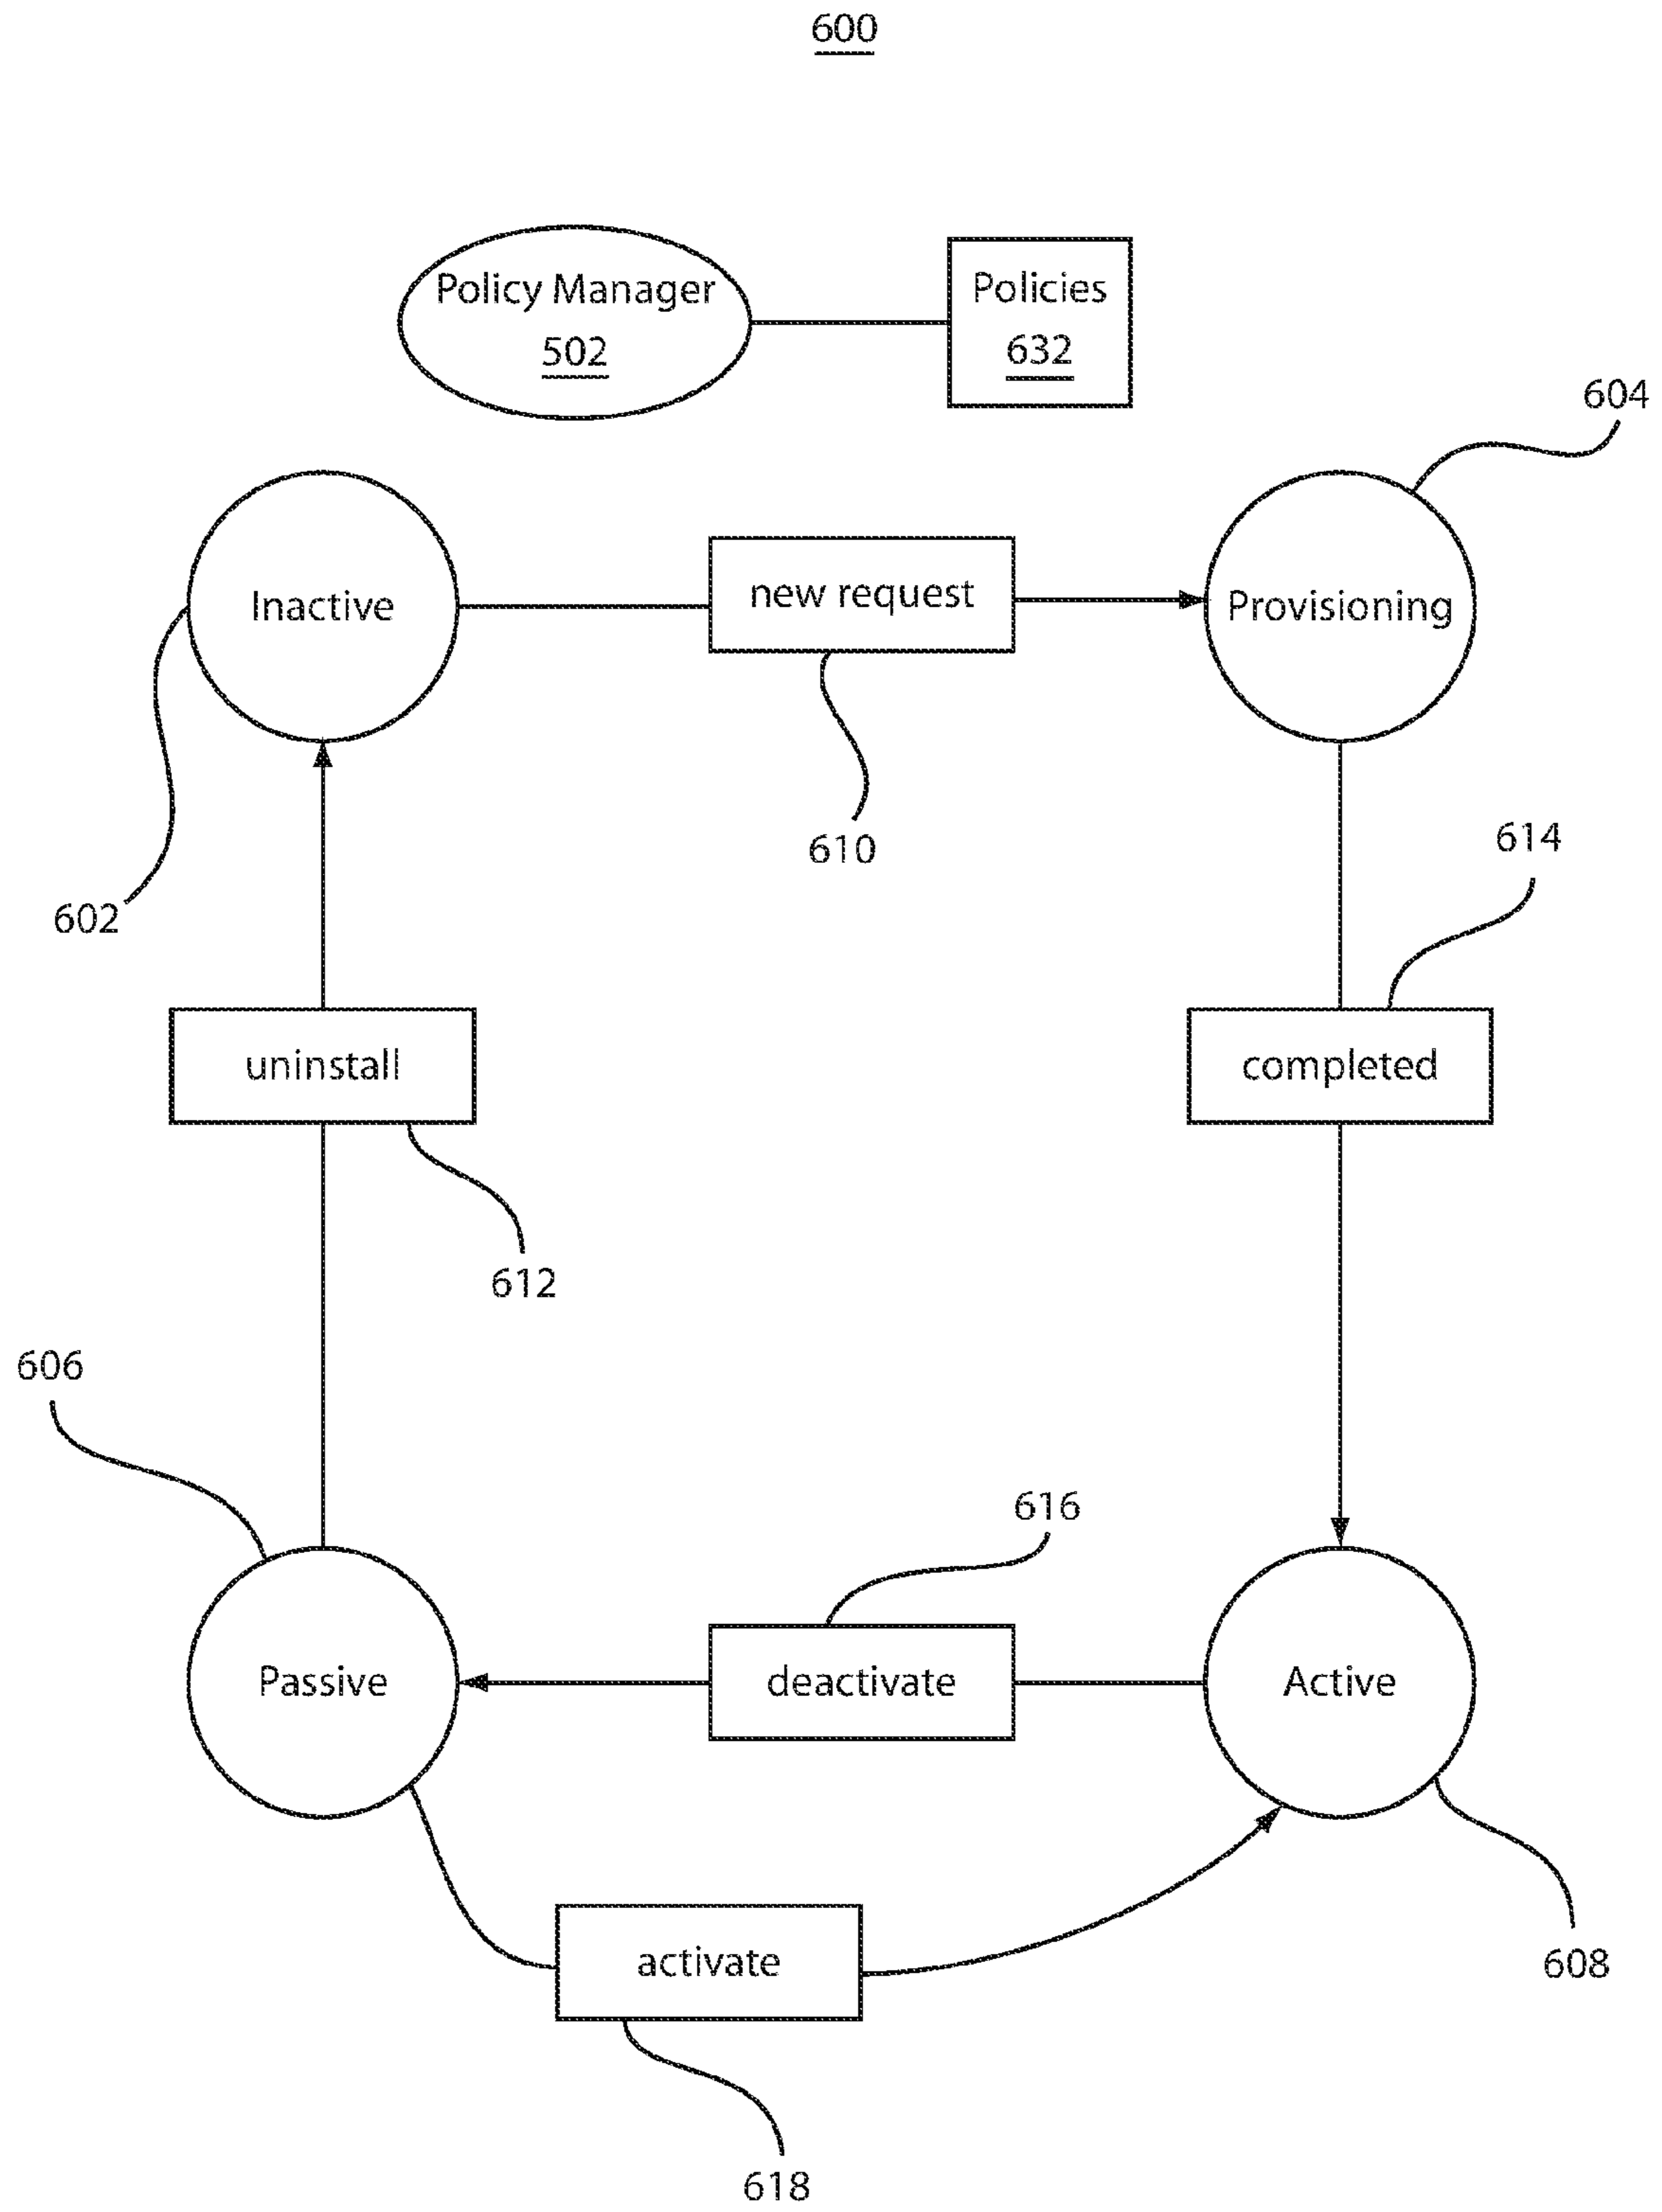 600
Policy Manager
502
Policies
632
604
Inactive
new request
Provisioning
610
614
602
uninstall
completed
612
606
616
Passive
deactivate
Active
activate
608
618